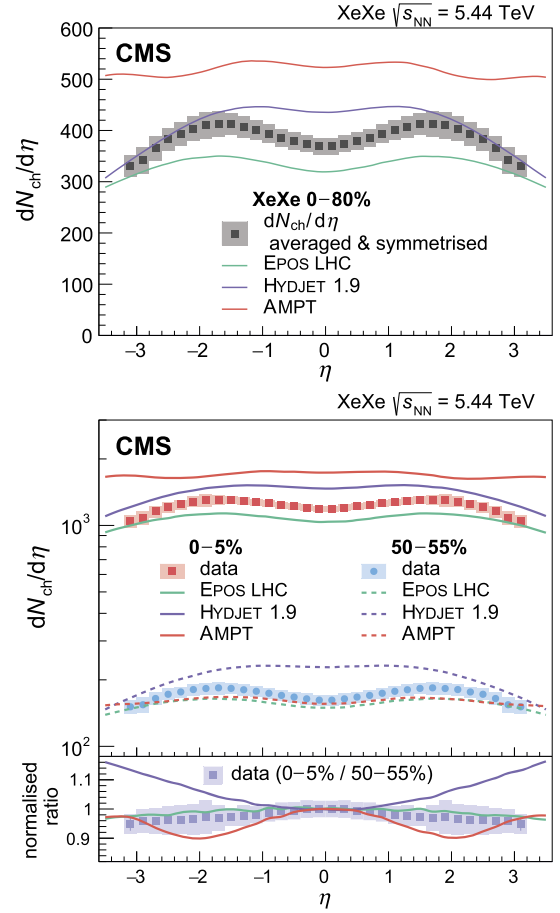 XeXe √sNN = 5.44 TeV
CMS
600
500
400
300
200
100
0
dNch/dη
XeXe 0−80%
dNch/dη
averaged & symmetrised
EPOS LHC
HYDJET 1.9
AMPT
−3 −2 −1 0 1 2 3
η
XeXe √sNN = 5.44 TeV
CMS
10³
10²
dNch/dη
0−5% 50−55%
data data
EPOS LHC EPOS LHC
HYDJET 1.9 HYDJET 1.9
AMPT AMPT
data (0−5% / 50−55%)
1.1
1
0.9
normalised
ratio
−3 −2 −1 0 1 2 3
η